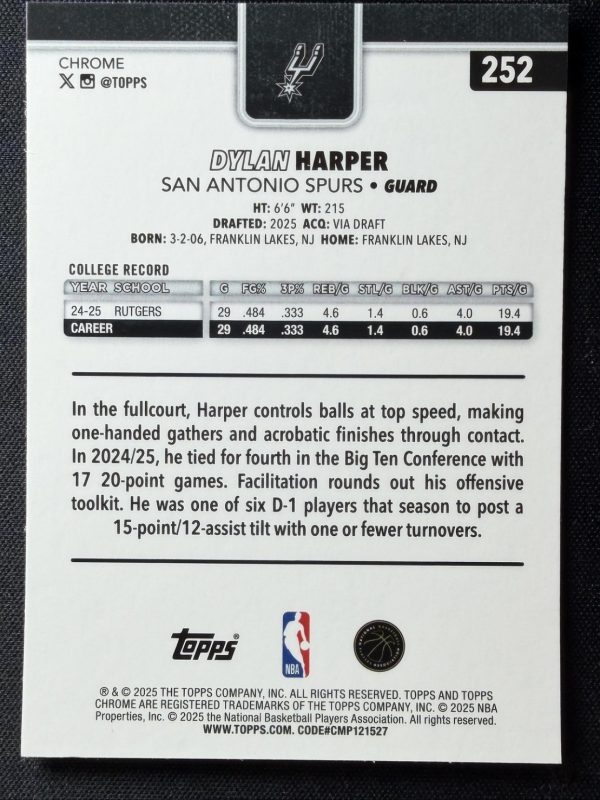 CHROME
@TOPPS
252
DYLAN HARPER
SAN ANTONIO SPURS • GUARD
HT: 6'6" WT: 215
DRAFTED: 2025 ACQ: VIA DRAFT
BORN: 3-2-06, FRANKLIN LAKES, NJ HOME: FRANKLIN LAKES, NJ
COLLEGE RECORD
YEAR SCHOOL G FG% 3P% REB/G STL/G BLK/G AST/G PTS/G
24-25 RUTGERS 29 .484 .333 4.6 1.4 0.6 4.0 19.4
CAREER 29 .484 .333 4.6 1.4 0.6 4.0 19.4
In the fullcourt, Harper controls balls at top speed, making
one-handed gathers and acrobatic finishes through contact.
In 2024/25, he tied for fourth in the Big Ten Conference with
17 20-point games. Facilitation rounds out his offensive
toolkit. He was one of six D-1 players that season to post a
15-point/12-assist tilt with one or fewer turnovers.
topps®
NBA
® & © 2025 THE TOPPS COMPANY, INC. ALL RIGHTS RESERVED. TOPPS AND TOPPS
CHROME ARE REGISTERED TRADEMARKS OF THE TOPPS COMPANY, INC. © 2025 NBA
Properties, Inc. © 2025 the National Basketball Players Association. All rights reserved.
WWW.TOPPS.COM. CODE#CMP121527